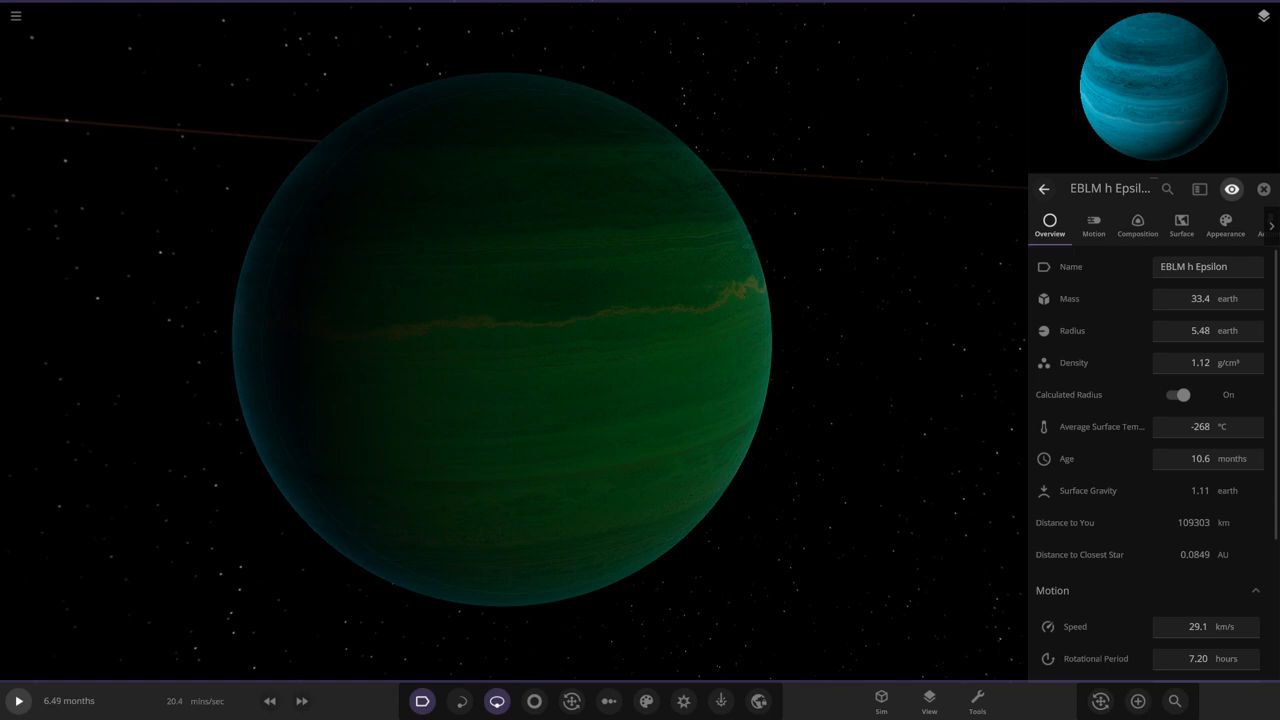 EBLM h Epsil...
Overview Motion Composition Surface Appearance
Name EBLM h Epsilon
Mass 33.4 earth
Radius 5.48 earth
Density 1.12 g/cm³
Calculated Radius On
Average Surface Tem... -268 °C
Age 10.6 months
Surface Gravity 1.11 earth
Distance to You 109303 km
Distance to Closest Star 0.0849 AU
Motion
Speed 29.1 km/s
Rotational Period 7.20 hours
6.49 months 20.4 mins/sec Sim View Tools